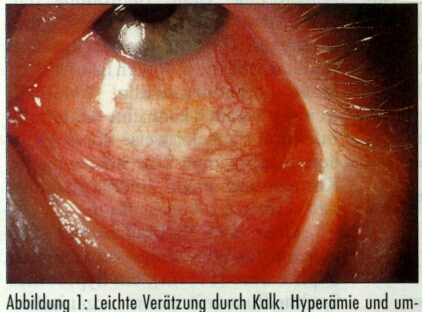 Abbildung 1: Leichte Verätzung durch Kalk. Hyperämie und um-